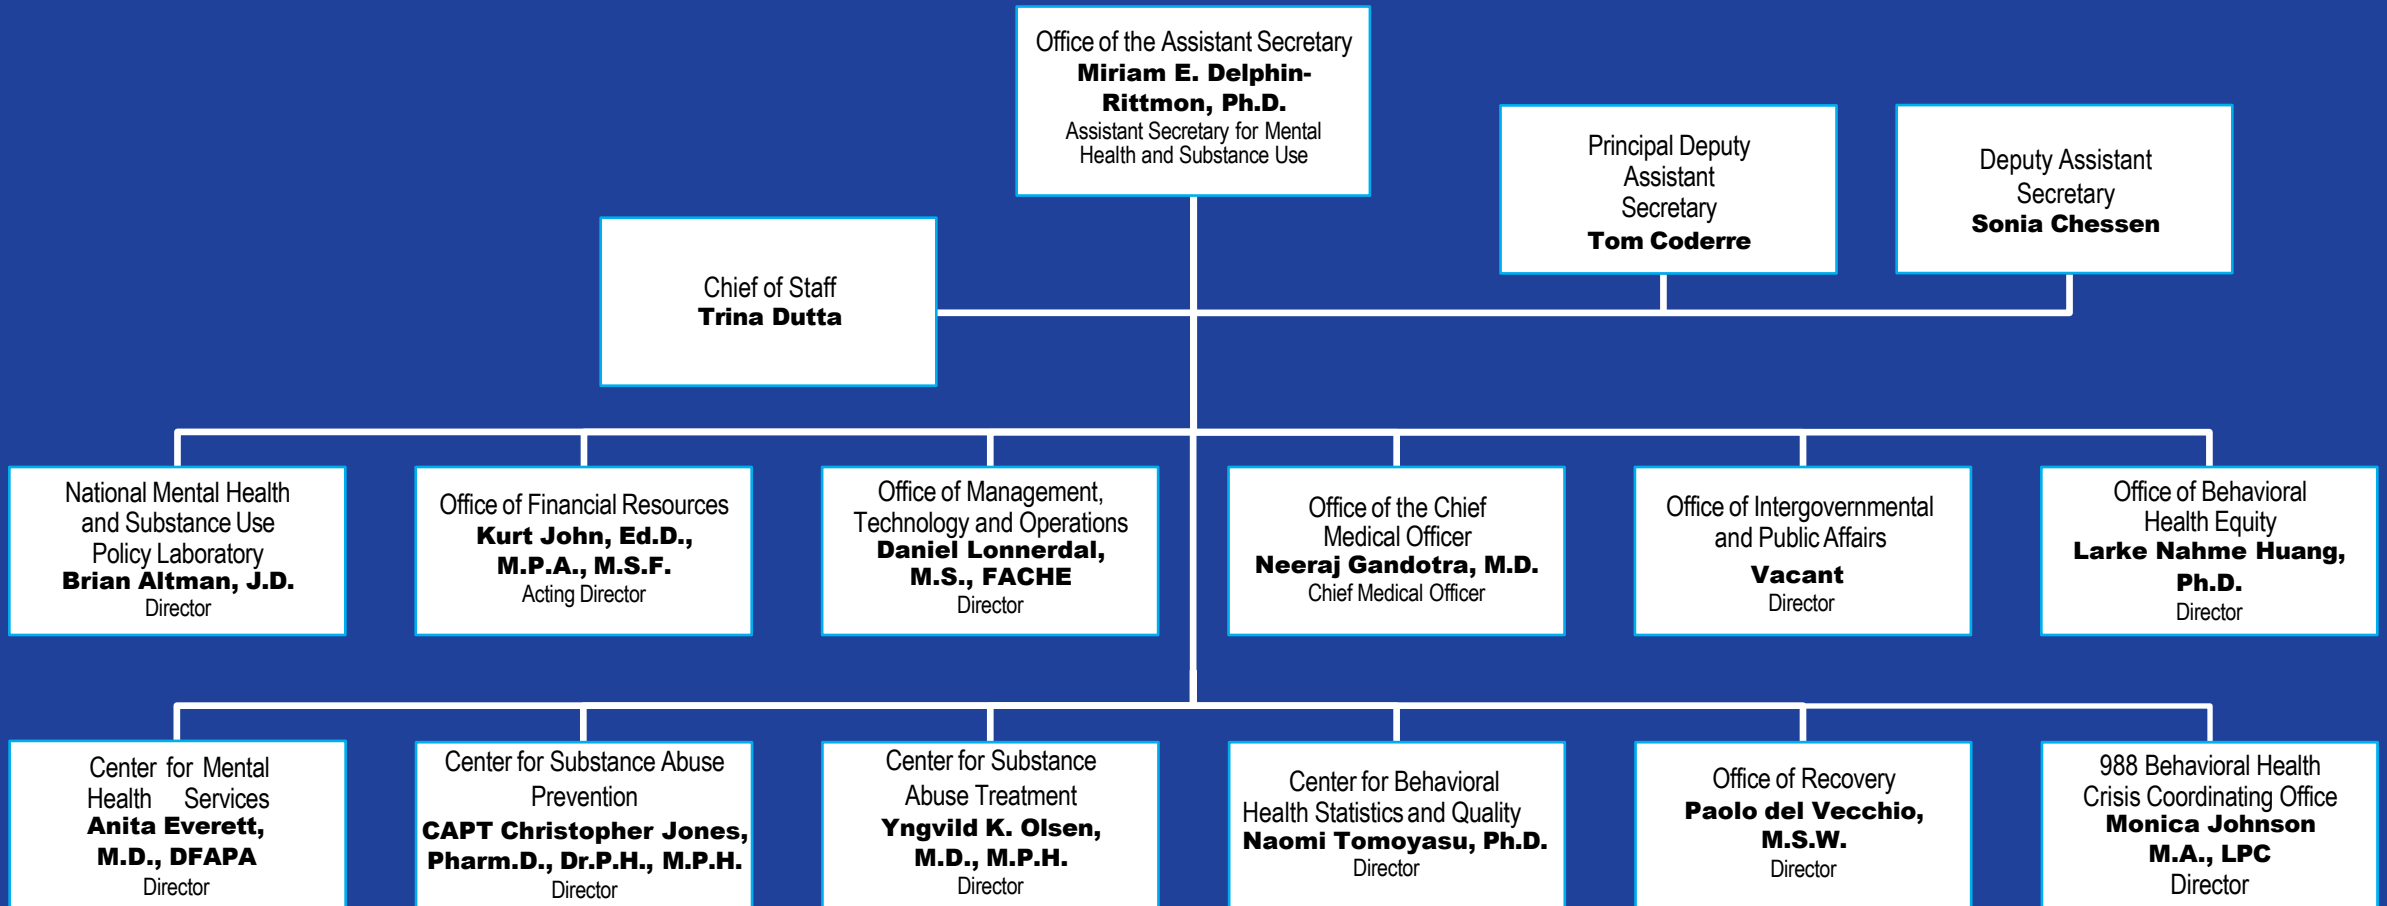 Office of the Assistant Secretary
Miriam E. Delphin-
Rittmon, Ph.D.
Assistant Secretary for Mental
Health and Substance Use
Principal Deputy
Assistant
Secretary
Tom Coderre
Deputy Assistant
Secretary
Sonia Chessen
Chief of Staff
Trina Dutta
National Mental Health
and Substance Use
Policy Laboratory
Brian Altman, J.D.
Director
Office of Financial Resources
Kurt John, Ed.D.,
M.P.A., M.S.F.
Acting Director
Office of Management,
Technology and Operations
Daniel Lonnerdal,
M.S., FACHE
Director
Office of the Chief
Medical Officer
Neeraj Gandotra, M.D.
Chief Medical Officer
Office of Intergovernmental
and Public Affairs
Vacant
Director
Office of Behavioral
Health Equity
Larke Nahme Huang,
Ph.D.
Director
Center for Mental
Health Services
Anita Everett,
M.D., DFAPA
Director
Center for Substance Abuse
Prevention
CAPT Christopher Jones,
Pharm.D., Dr.P.H., M.P.H.
Director
Center for Substance
Abuse Treatment
Yngvild K. Olsen,
M.D., M.P.H.
Director
Center for Behavioral
Health Statistics and Quality
Naomi Tomoyasu, Ph.D.
Director
Office of Recovery
Paolo del Vecchio,
M.S.W.
Director
988 Behavioral Health
Crisis Coordinating Office
Monica Johnson
M.A., LPC
Director